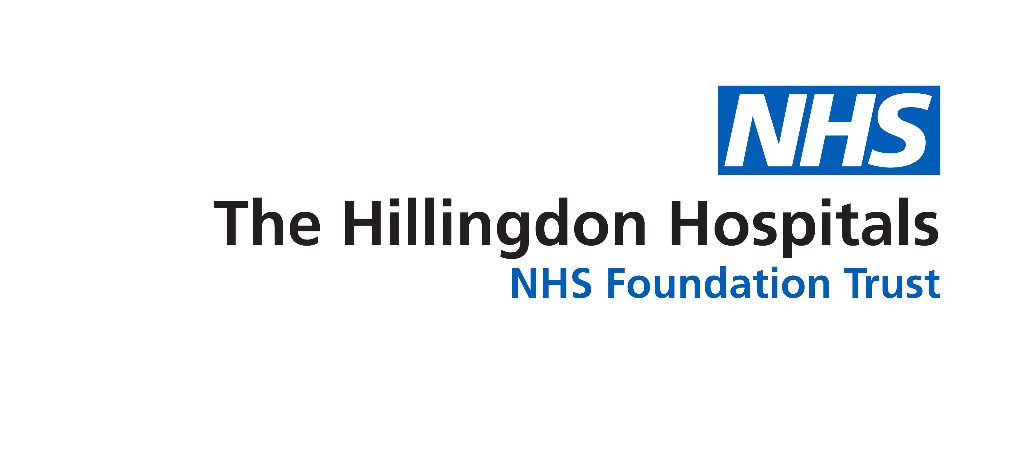 NHS
The Hillingdon Hospitals
NHS Foundation Trust